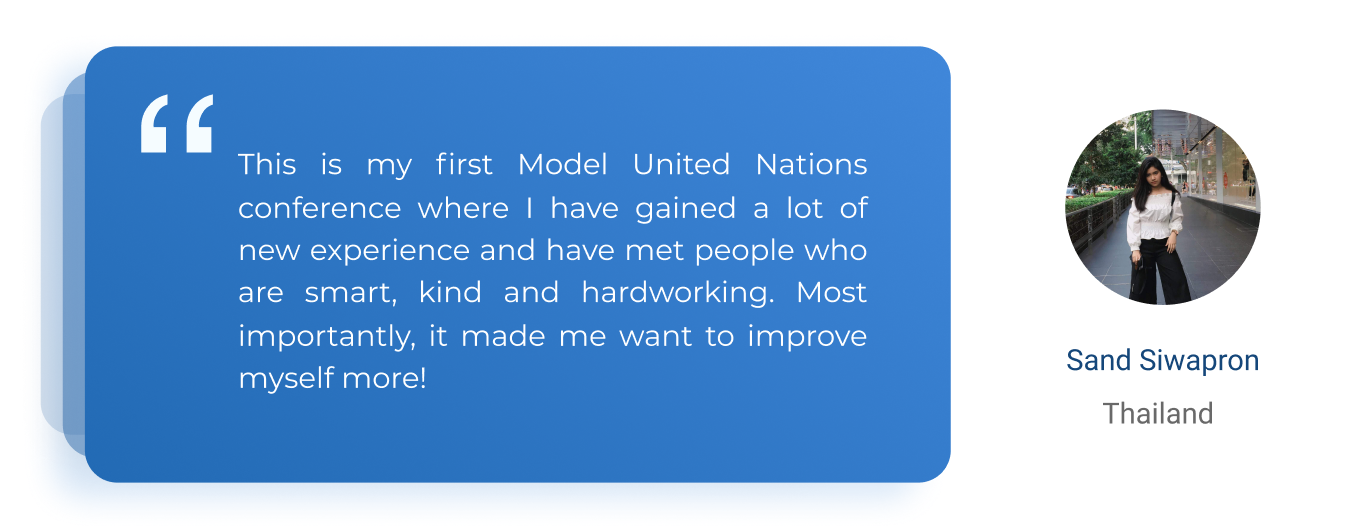 “
This is my first Model United Nations
conference where I have gained a lot of
new experience and have met people who
are smart, kind and hardworking. Most
importantly, it made me want to improve
myself more!
Sand Siwapron
Thailand